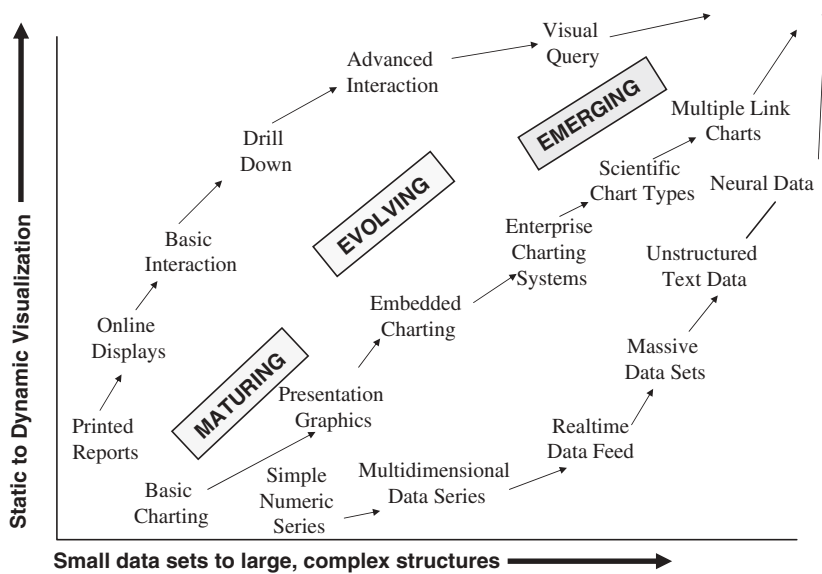 Visual
Query
Advanced
Interaction
EMERGING
Multiple Link
Charts
Drill
Down
Scientific
Chart Types
Neural Data
EVOLVING
Basic
Interaction
Enterprise
Charting
Systems
Unstructured
Text Data
Embedded
Charting
Online
Displays
MATURING
Massive
Data Sets
Presentation
Graphics
Printed
Reports
Realtime
Data Feed
Multidimensional
Data Series
Simple
Numeric
Series
Basic
Charting
Static to Dynamic Visualization
Small data sets to large, complex structures